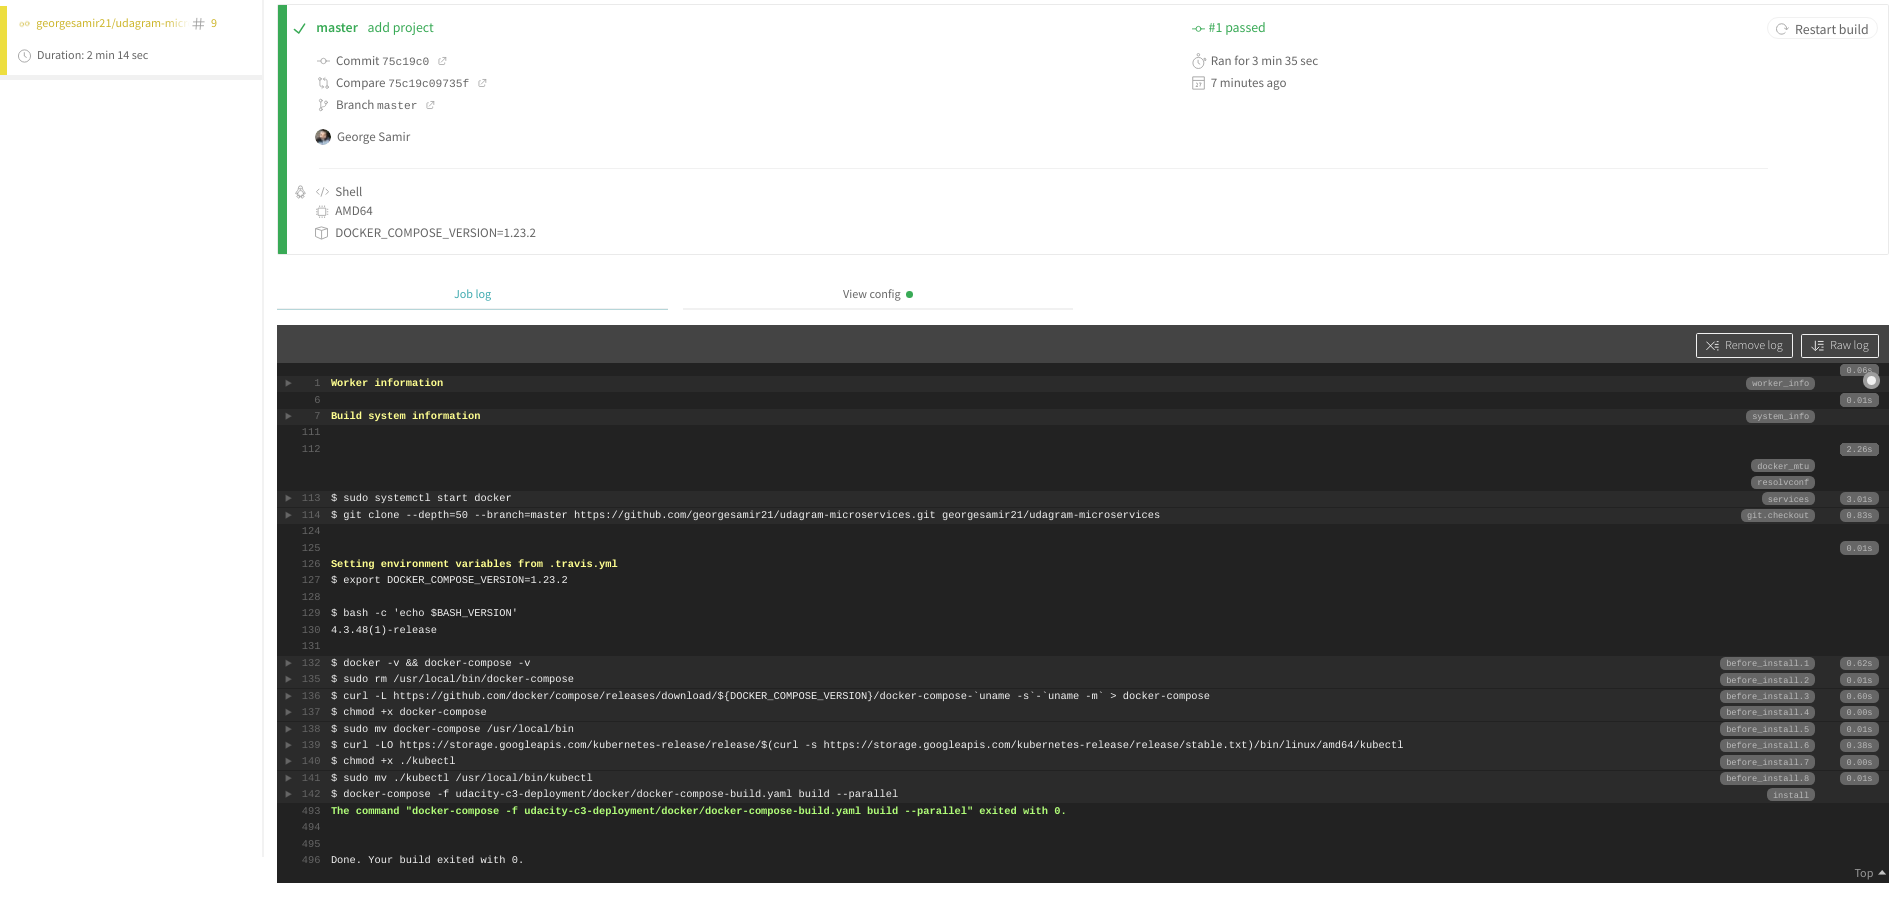 georgesamir21/udagram-mic # 9
Duration: 2 min 14 sec
master add project
#1 passed
Restart build
Commit 75c19c0
Ran for 3 min 35 sec
Compare 75c19c09735f
7 minutes ago
Branch master
George Samir
</> Shell
AMD64
DOCKER_COMPOSE_VERSION=1.23.2
Job log
View config
Remove log
Raw log
0.06s
1 Worker information worker_info
6 0.01s
7 Build system information system_info
111
112 2.26s
docker_mtu
resolvconf
113 $ sudo systemctl start docker services 3.01s
114 $ git clone --depth=50 --branch=master https://github.com/georgesamir21/udagram-microservices.git georgesamir21/udagram-microservices git.checkout 0.83s
124
125 0.01s
126 Setting environment variables from .travis.yml
127 $ export DOCKER_COMPOSE_VERSION=1.23.2
128
129 $ bash -c 'echo $BASH_VERSION'
130 4.3.48(1)-release
131
132 $ docker -v && docker-compose -v before_install.1 0.62s
135 $ sudo rm /usr/local/bin/docker-compose before_install.2 0.01s
136 $ curl -L https://github.com/docker/compose/releases/download/${DOCKER_COMPOSE_VERSION}/docker-compose-`uname -s`-`uname -m` > docker-compose before_install.3 0.60s
137 $ chmod +x docker-compose before_install.4 0.00s
138 $ sudo mv docker-compose /usr/local/bin before_install.5 0.01s
139 $ curl -LO https://storage.googleapis.com/kubernetes-release/release/$(curl -s https://storage.googleapis.com/kubernetes-release/release/stable.txt)/bin/linux/amd64/kubectl before_install.6 0.38s
140 $ chmod +x ./kubectl before_install.7 0.00s
141 $ sudo mv ./kubectl /usr/local/bin/kubectl before_install.8 0.01s
142 $ docker-compose -f udacity-c3-deployment/docker/docker-compose-build.yaml build --parallel install
493 The command "docker-compose -f udacity-c3-deployment/docker/docker-compose-build.yaml build --parallel" exited with 0.
494
495
496 Done. Your build exited with 0.
Top